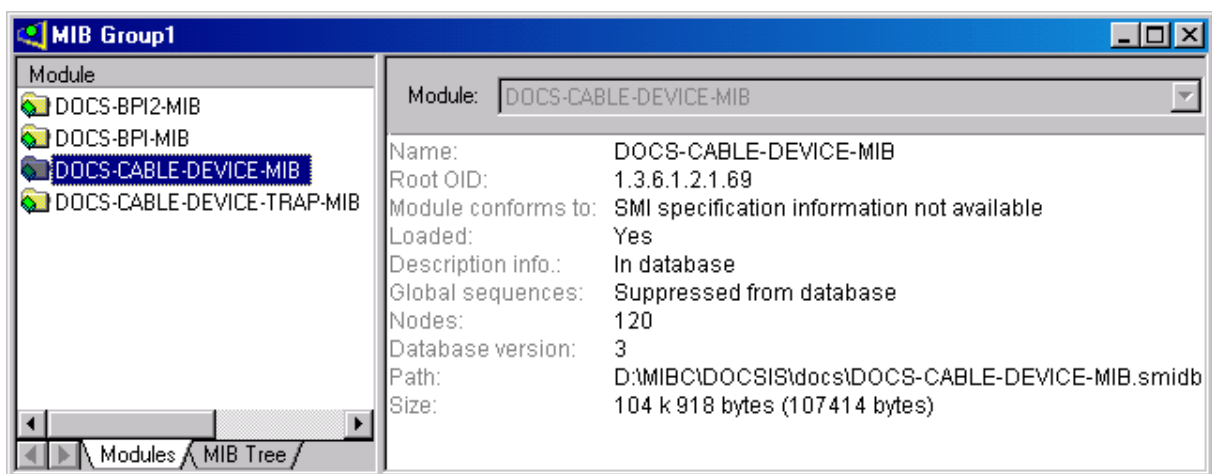 MIB Group1
Module
DOCS-BPI2-MIB
DOCS-BPI-MIB
DOCS-CABLE-DEVICE-MIB
DOCS-CABLE-DEVICE-TRAP-MIB
Modules
MIB Tree
Module: DOCS-CABLE-DEVICE-MIB
Name: DOCS-CABLE-DEVICE-MIB
Root OID: 1.3.6.1.2.1.69
Module conforms to: SMI specification information not available
Loaded: Yes
Description info.: In database
Global sequences: Suppressed from database
Nodes: 120
Database version: 3
Path: D:\MIBC\DOCSIS\docs\DOCS-CABLE-DEVICE-MIB.smidb
Size: 104 k 918 bytes (107414 bytes)